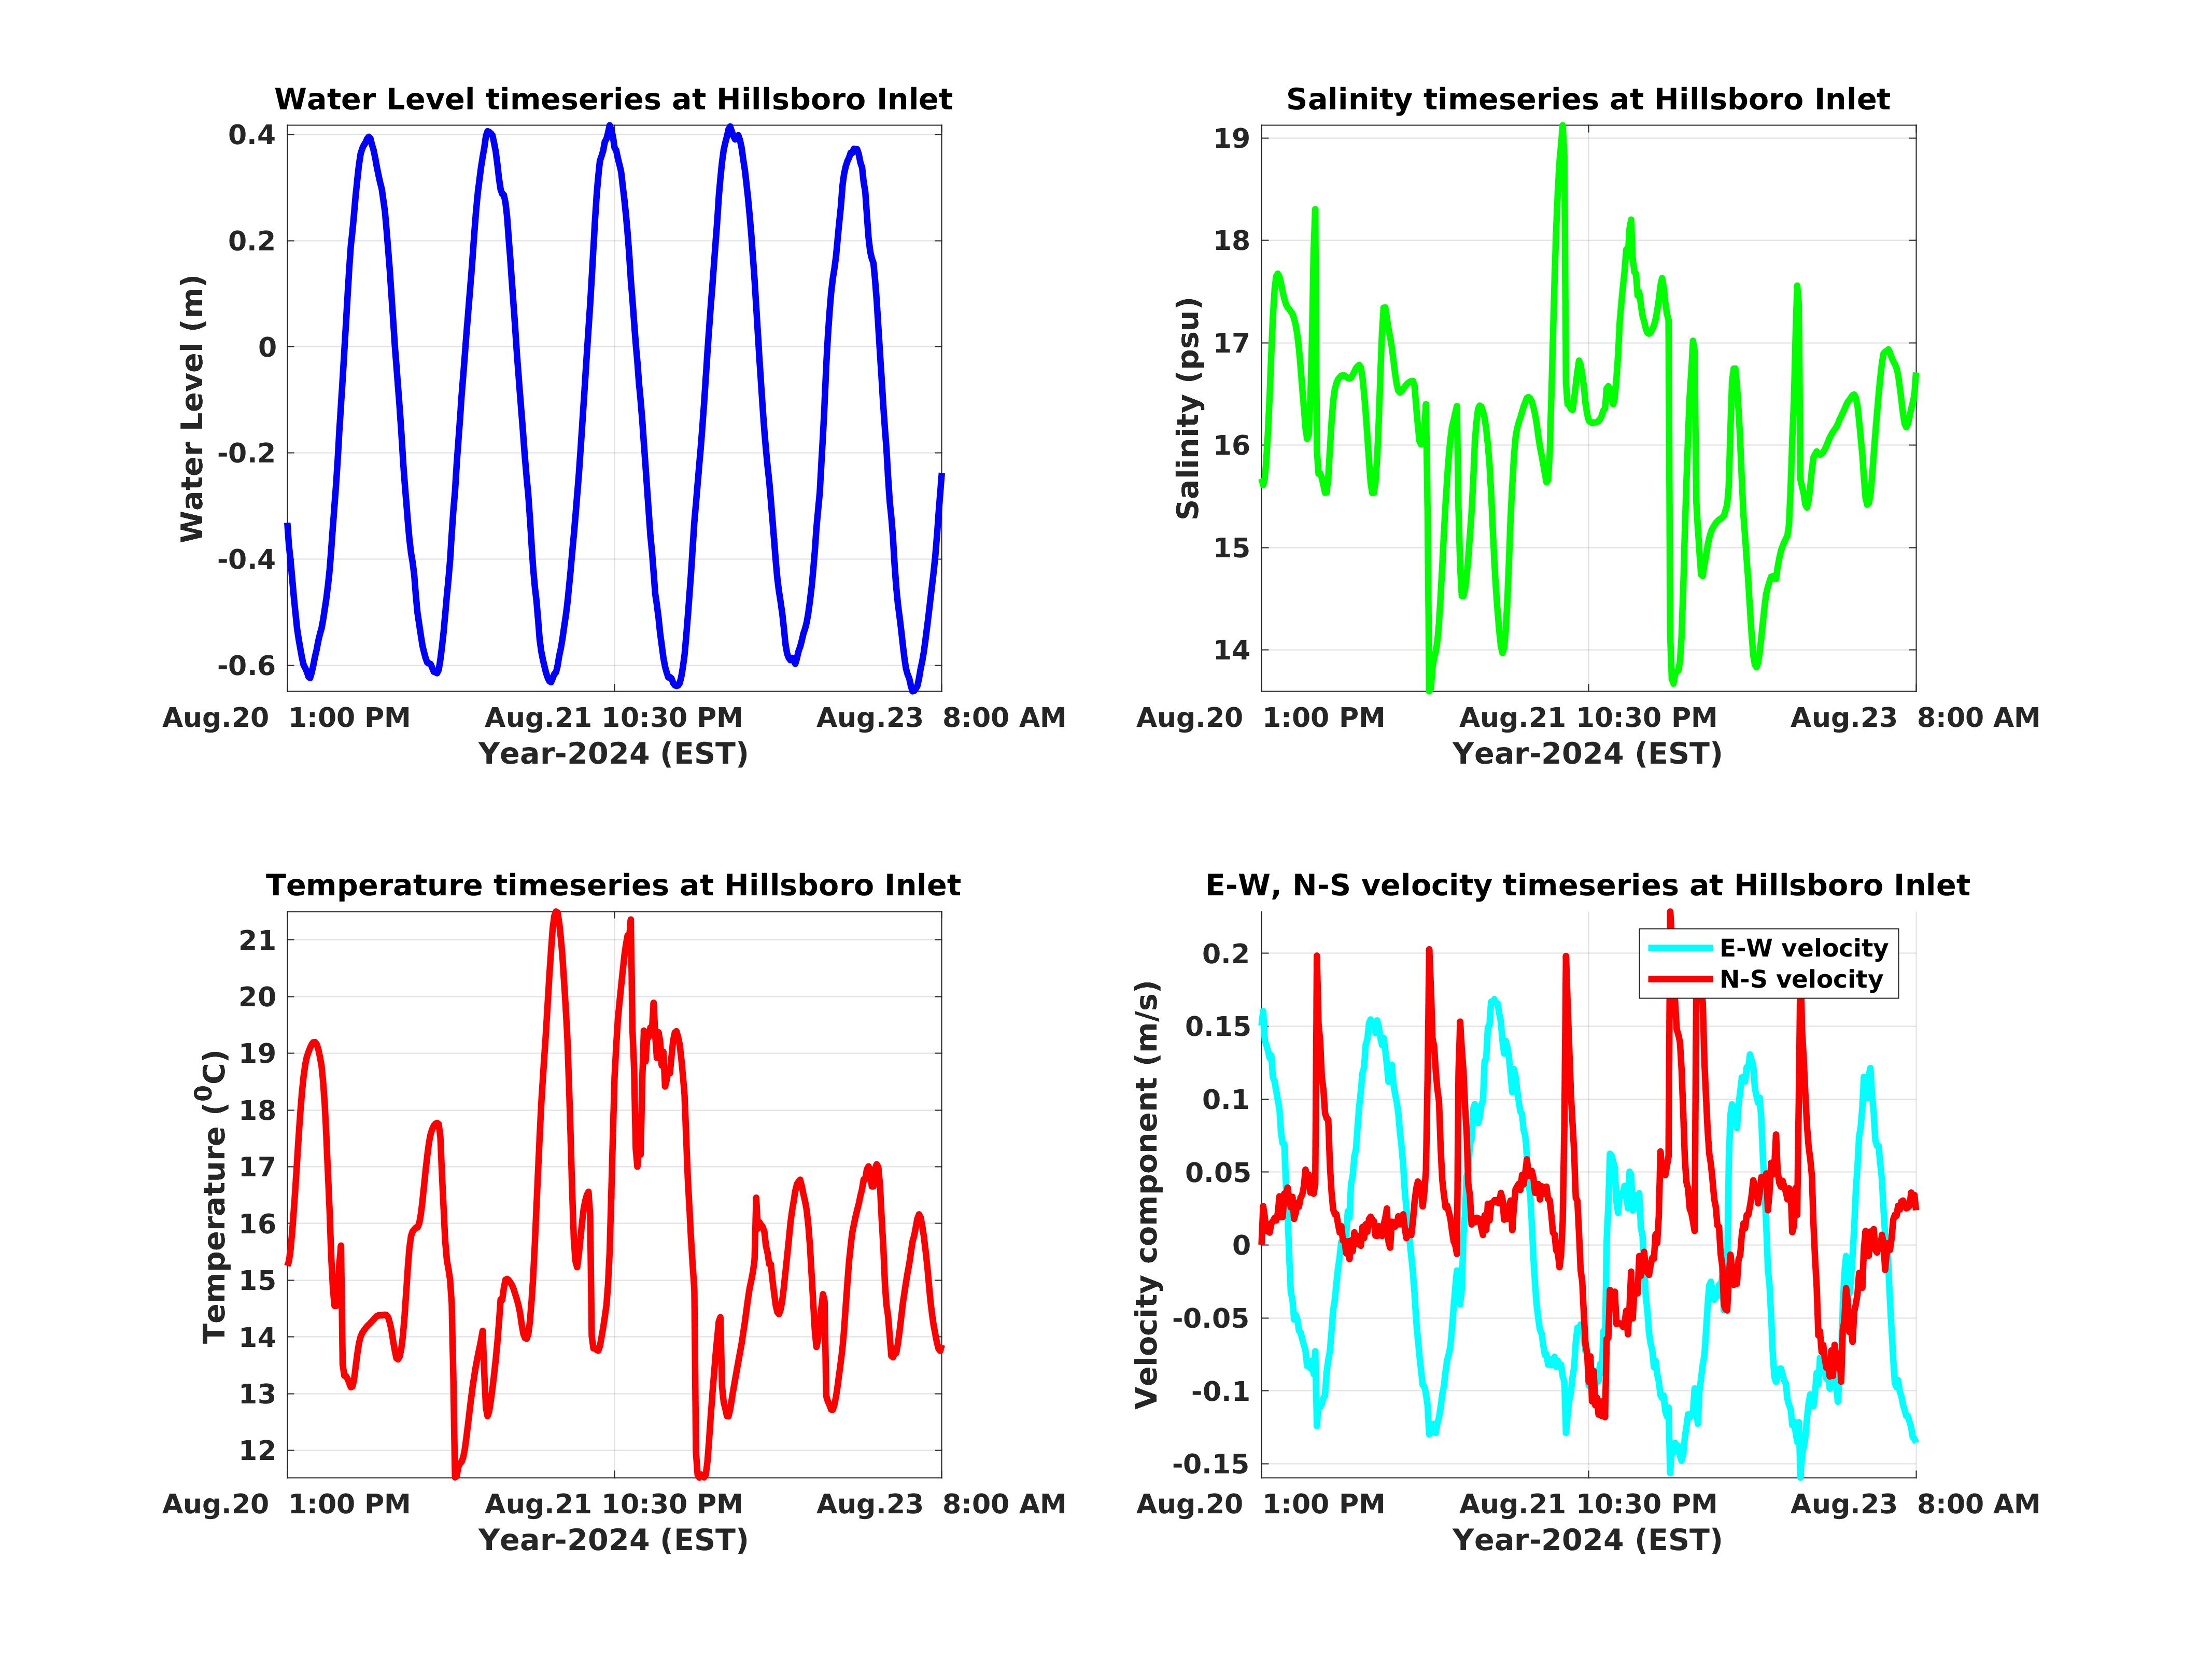 Water Level timeseries at Hillsboro Inlet
0.4
0.2
0
-0.2
-0.4
-0.6
Water Level (m)
Aug.20 1:00 PM
Aug.21 10:30 PM
Aug.23 8:00 AM
Year-2024 (EST)
Salinity timeseries at Hillsboro Inlet
19
18
17
16
15
14
Salinity (psu)
Aug.20 1:00 PM
Aug.21 10:30 PM
Aug.23 8:00 AM
Year-2024 (EST)
Temperature timeseries at Hillsboro Inlet
21
20
19
18
17
16
15
14
13
12
Temperature (⁰C)
Aug.20 1:00 PM
Aug.21 10:30 PM
Aug.23 8:00 AM
Year-2024 (EST)
E-W, N-S velocity timeseries at Hillsboro Inlet
E-W velocity
N-S velocity
0.2
0.15
0.1
0.05
0
-0.05
-0.1
-0.15
Velocity component (m/s)
Aug.20 1:00 PM
Aug.21 10:30 PM
Aug.23 8:00 AM
Year-2024 (EST)